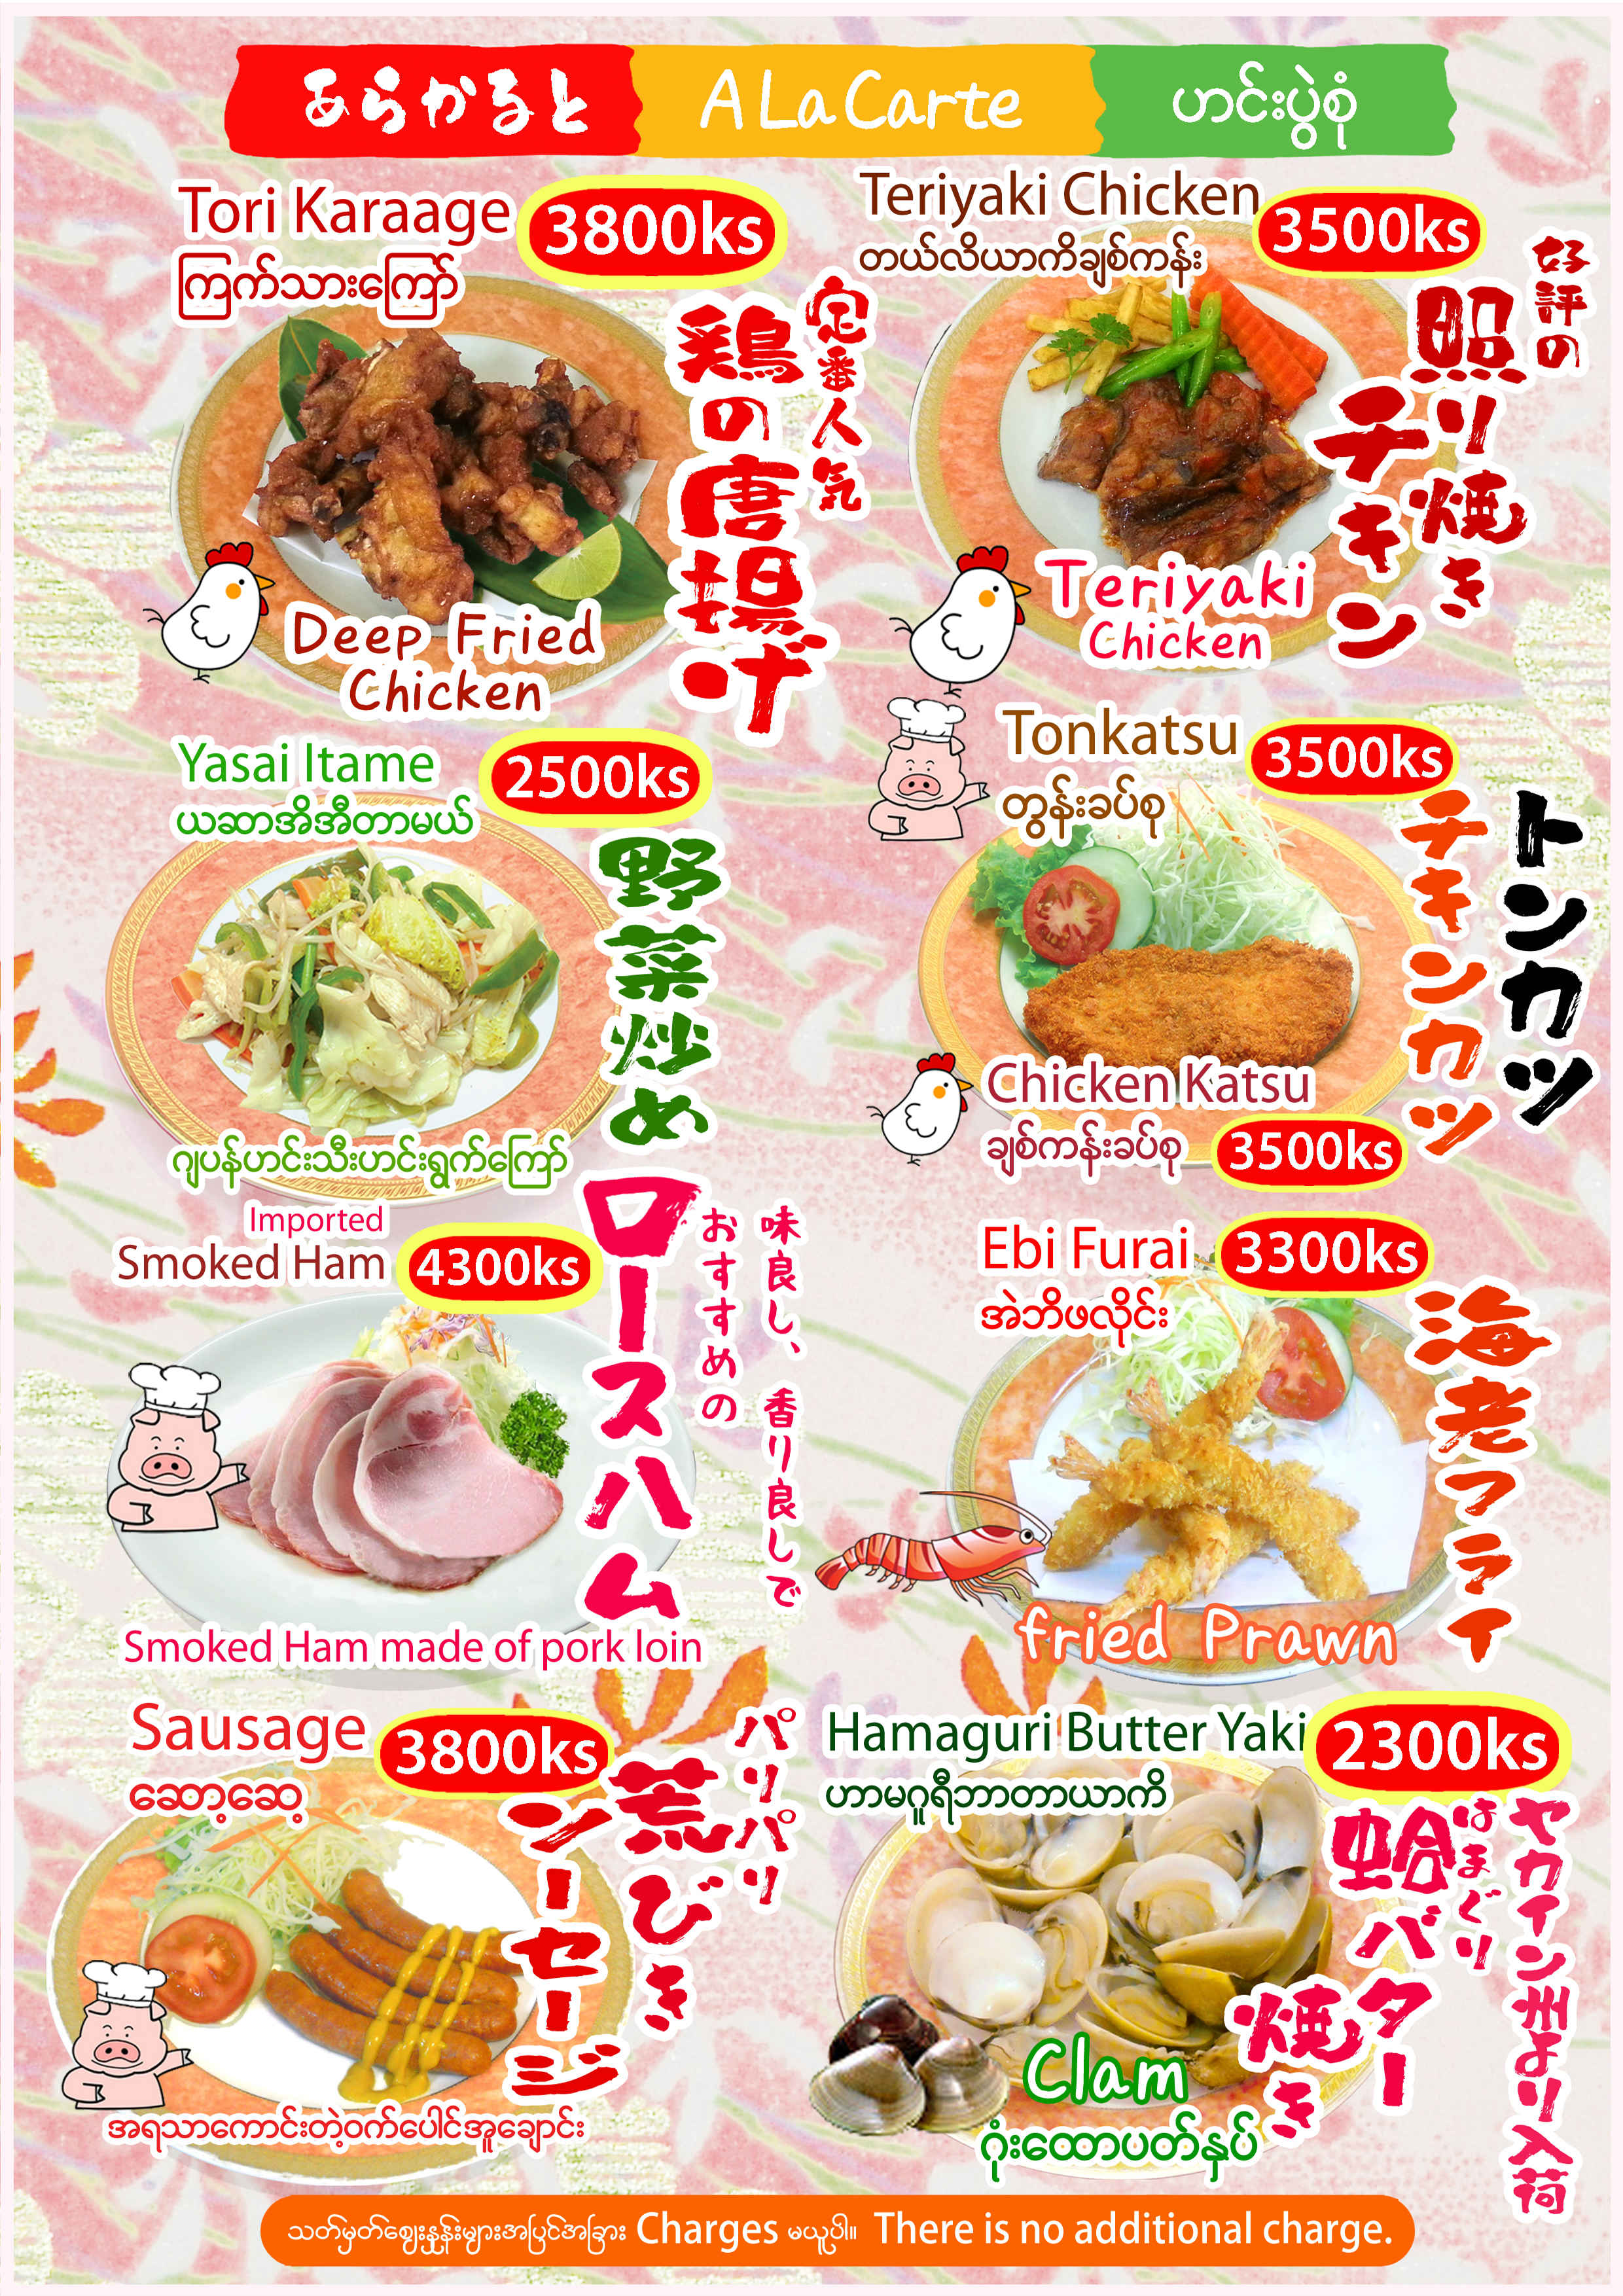 あらかると
A La Carte
ဟင်းပွဲစုံ
Tori Karaage
3800ks
ကြက်သားကြော်
定番人気
鶏の唐揚げ
Deep Fried
Chicken
Teriyaki Chicken
3500ks
တယ်လီယာကိချစ်ကန်း
好評の
照り焼き
チキン
Teriyaki
Chicken
Yasai Itame
2500ks
ယဆာအိအီတာမယ်
野菜炒め
ဂျပန်ဟင်းသီးဟင်းရွက်ကြော်
Tonkatsu
3500ks
တွန်းခပ်စု
トンカツ
チキンカツ
Chicken Katsu
ချစ်ကန်းခပ်စု
3500ks
Imported
Smoked Ham
4300ks
味良し、香り良しで
おすすめの
ロースハム
Smoked Ham made of pork loin
Ebi Furai
3300ks
အဲဘိဖလိုင်း
海老フライ
fried Prawn
Sausage
3800ks
ဆော့ဆေ့
パリパリ
荒びき
ソーセージ
အရသာကောင်းတဲ့ဝက်ပေါင်အူချောင်း
Hamaguri Butter Yaki
2300ks
ဟာမဂူရီဘာတာယာကိ
ヤカイン州より入荷
はまぐり
蛤バター
焼き
Clam
ဂုံးထောပတ်နှပ်
သတ်မှတ်ဈေးနှုန်းများအပြင်အခြား Charges မယူပါ။ There is no additional charge.